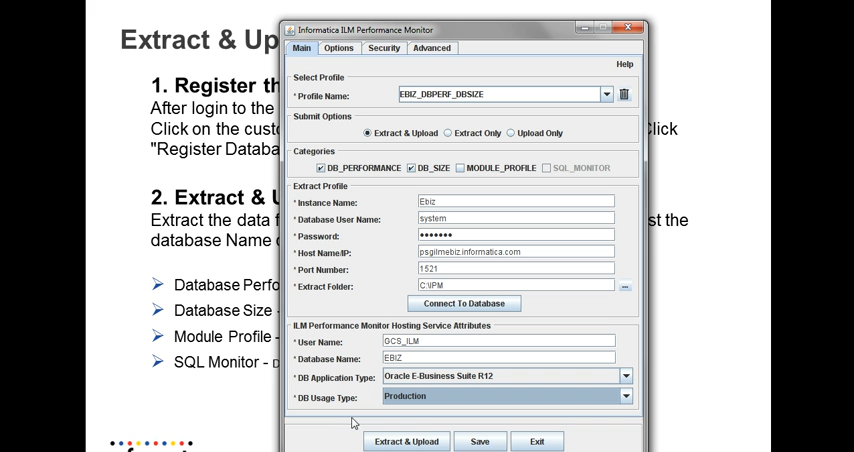 Extract & Up
1. Register th
After login to the
Click on the custo
lick
"Register Databa
2. Extract & U
Extract the data f
st the
database Name c
Database Perfo
Database Size -
Module Profile -
SQL Monitor - D
Informatica ILM Performance Monitor
Main Options Security Advanced
Help
Select Profile
* Profile Name: EBIZ_DBPERF_DBSIZE
Submit Options
Extract & Upload Extract Only Upload Only
Categories
DB_PERFORMANCE DB_SIZE MODULE_PROFILE SQL_MONITOR
Extract Profile
* Instance Name: Ebiz
* Database User Name: system
* Password: •••••••
* Host Name/IP: psgilmebiz.informatica.com
* Port Number: 1521
* Extract Folder: C:\IPM ...
Connect To Database
ILM Performance Monitor Hosting Service Attributes
* User Name: GCS_ILM
* Database Name: EBIZ
* DB Application Type: Oracle E-Business Suite R12
* DB Usage Type: Production
Extract & Upload Save Exit